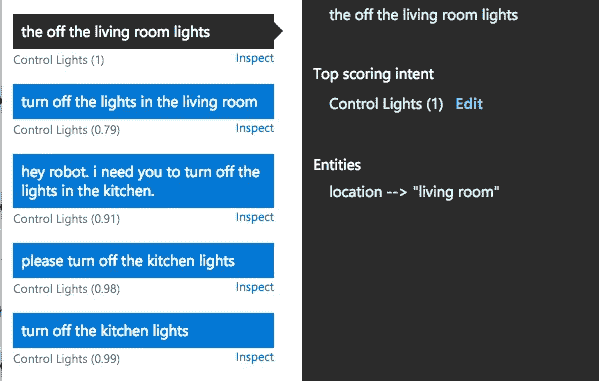 the off the living room lights
Control Lights (1)
Inspect
turn off the lights in the living room
Control Lights (0.79)
Inspect
hey robot. i need you to turn off the
lights in the kitchen.
Control Lights (0.91)
Inspect
please turn off the kitchen lights
Control Lights (0.98)
Inspect
turn off the kitchen lights
Control Lights (0.99)
Inspect
the off the living room lights
Top scoring intent
Control Lights (1) Edit
Entities
location --> "living room"